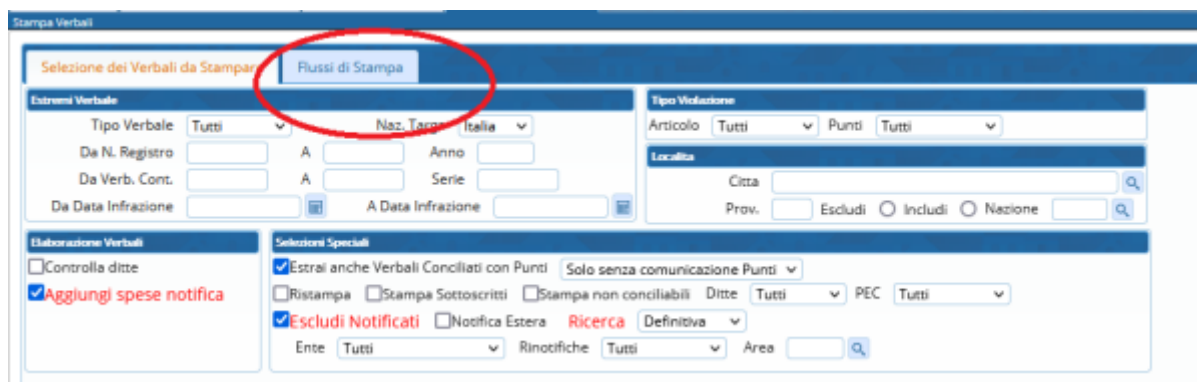 Stampa Verbali
Selezione dei Verbali da Stampare Flussi di Stampa
Estremi Verbale
Tipo Verbale Tutti Naz. Targa Italia
Da N. Registro A Anno
Da Verb. Cont. A Serie
Da Data Infrazione A Data Infrazione
Tipo Violazione
Articolo Tutti Punti Tutti
Localita
Citta
Prov. Escludi Includi Nazione
Elaborazione Verbali
Controlla ditte
Aggiungi spese notifica
Selezioni Speciali
Estrai anche Verbali Conciliati con Punti Solo senza comunicazione Punti
Ristampa Stampa Sottoscritti Stampa non conciliabili Ditte Tutti PEC Tutti
Escludi Notificati Notifica Estera Ricerca Definitiva
Ente Tutti Rinotifiche Tutti Area